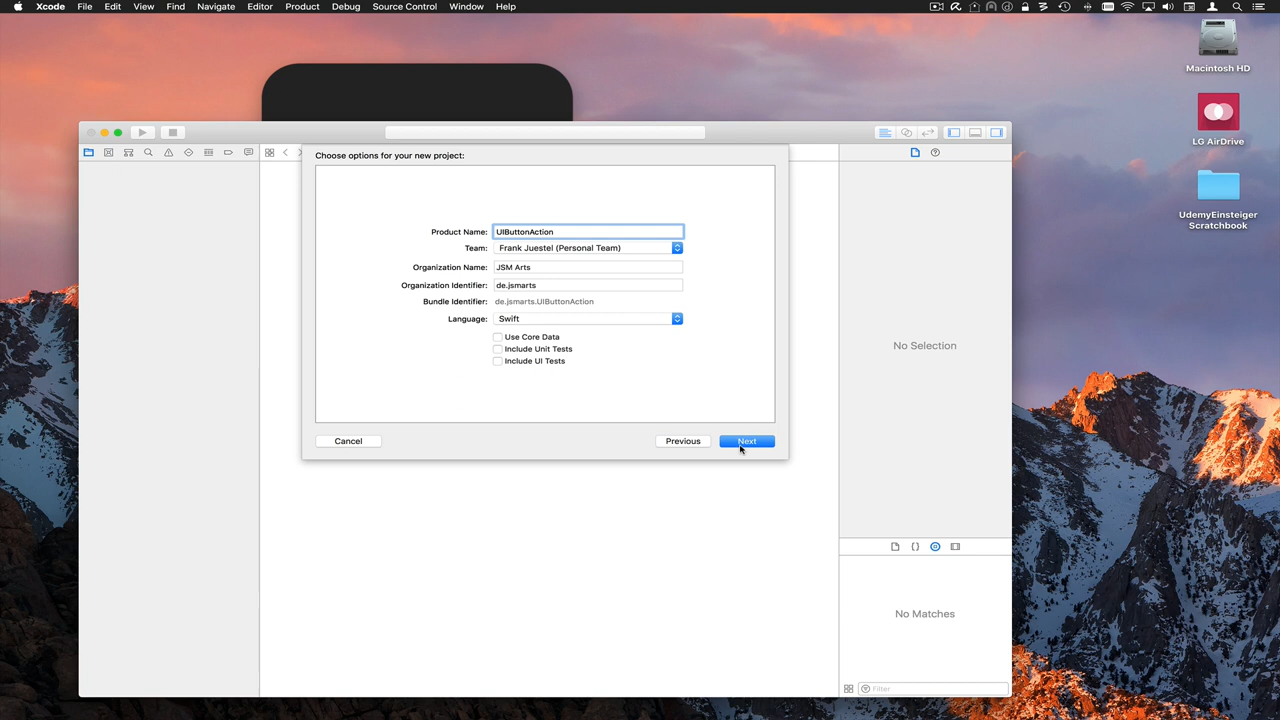 Xcode File Edit View Find Navigate Editor Product Debug Source Control Window Help
Macintosh HD
LG AirDrive
UdemyEinsteiger
Scratchbook
Choose options for your new project:
Product Name: UIButtonAction
Team: Frank Juestel (Personal Team)
Organization Name: JSM Arts
Organization Identifier: de.jsmarts
Bundle Identifier: de.jsmarts.UIButtonAction
Language: Swift
Use Core Data
Include Unit Tests
Include UI Tests
Cancel Previous Next
No Selection
No Matches
Filter